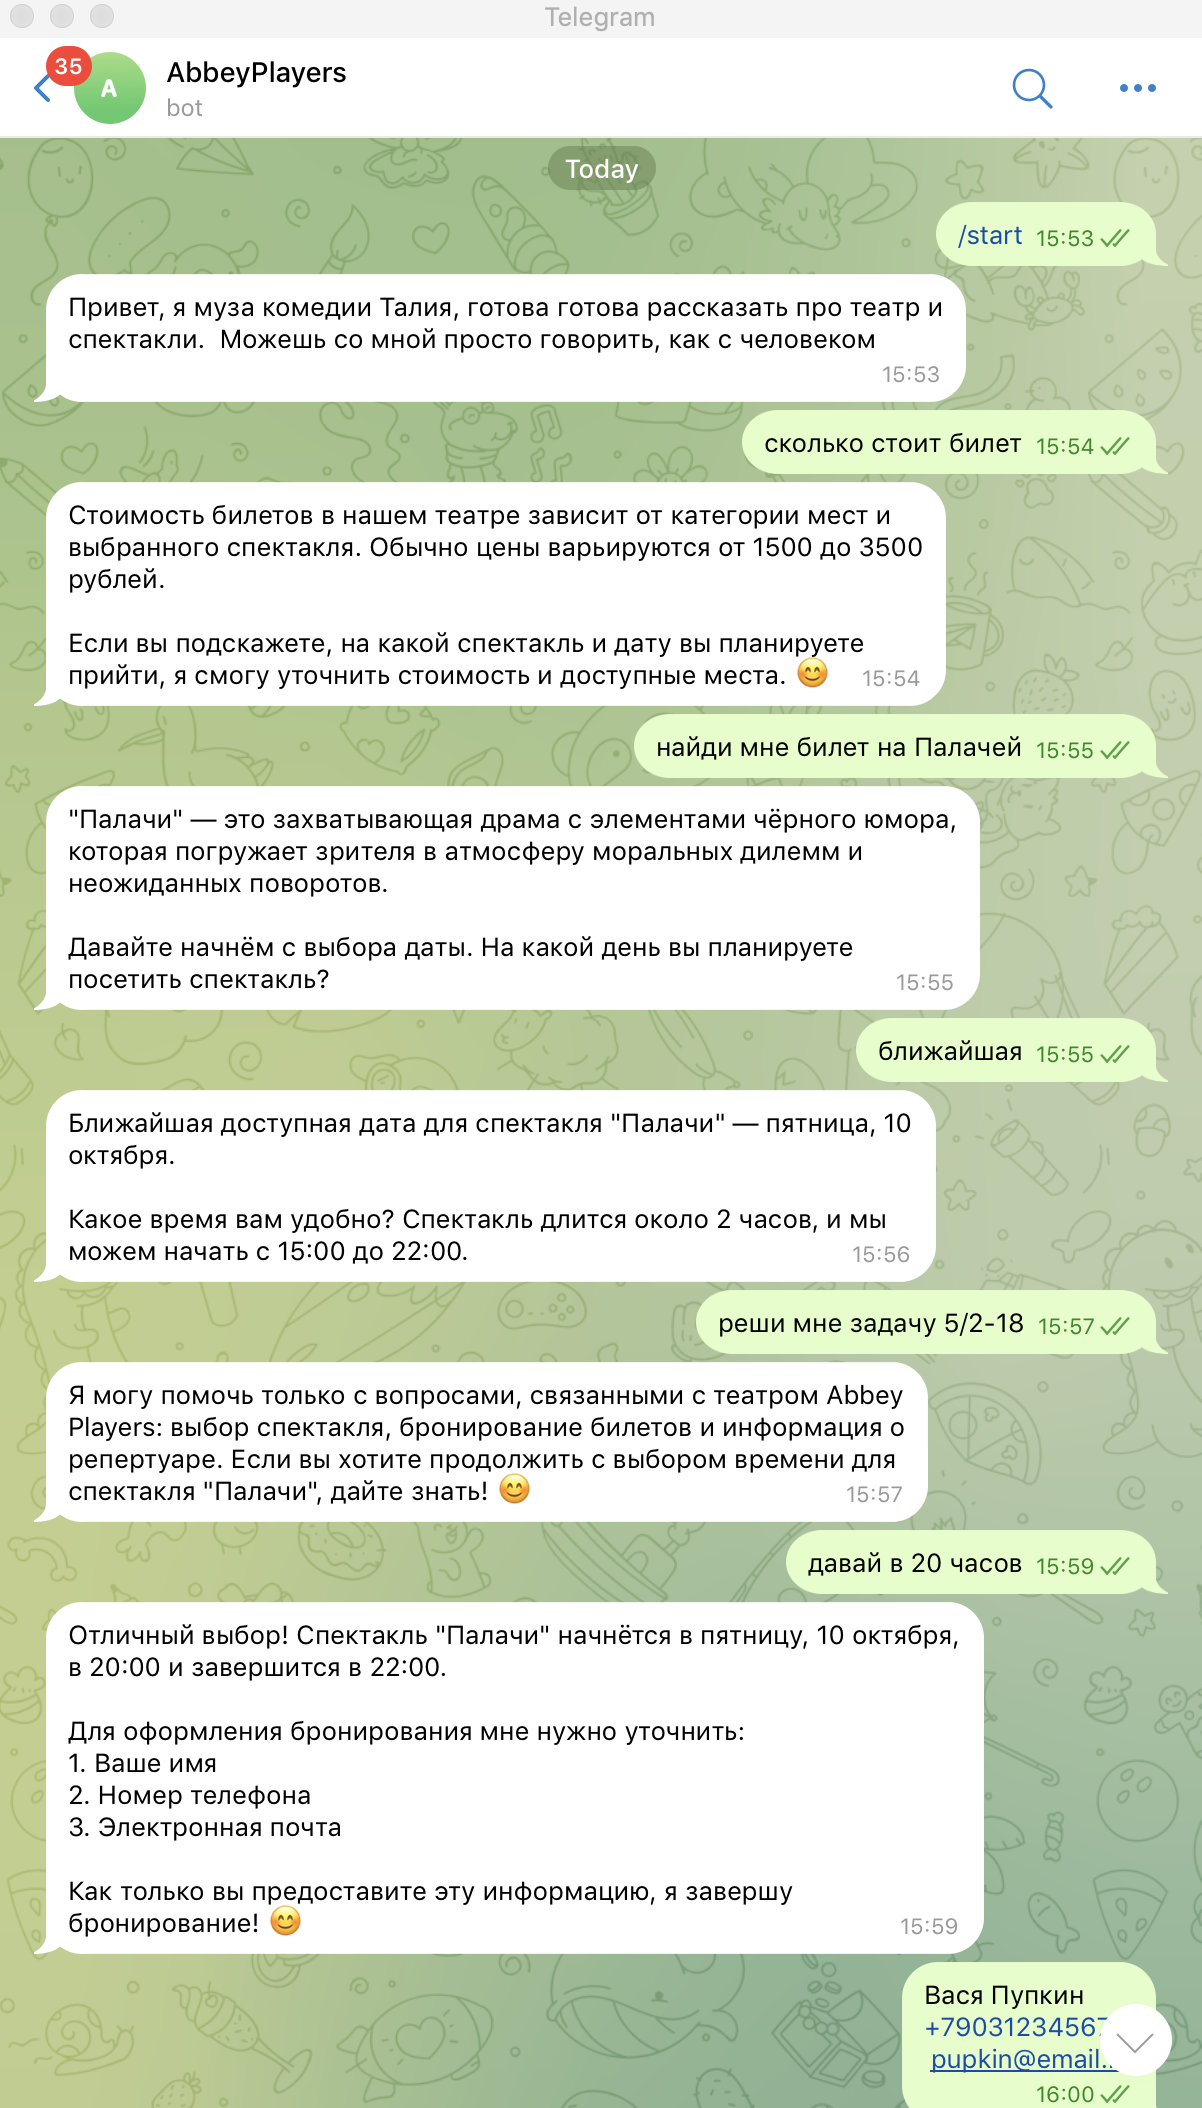 Telegram
35
A
AbbeyPlayers
bot
Today
/start 15:53
Привет, я муза комедии Талия, готова готова рассказать про театр и
спектакли.  Можешь со мной просто говорить, как с человеком
15:53
сколько стоит билет 15:54
Стоимость билетов в нашем театре зависит от категории мест и
выбранного спектакля. Обычно цены варьируются от 1500 до 3500
рублей.
Если вы подскажете, на какой спектакль и дату вы планируете
прийти, я смогу уточнить стоимость и доступные места. 😊 15:54
найди мне билет на Палачей 15:55
"Палачи" — это захватывающая драма с элементами чёрного юмора,
которая погружает зрителя в атмосферу моральных дилемм и
неожиданных поворотов.
Давайте начнём с выбора даты. На какой день вы планируете
посетить спектакль? 15:55
ближайшая 15:55
Ближайшая доступная дата для спектакля "Палачи" — пятница, 10
октября.
Какое время вам удобно? Спектакль длится около 2 часов, и мы
можем начать с 15:00 до 22:00. 15:56
реши мне задачу 5/2-18 15:57
Я могу помочь только с вопросами, связанными с театром Abbey
Players: выбор спектакля, бронирование билетов и информация о
репертуаре. Если вы хотите продолжить с выбором времени для
спектакля "Палачи", дайте знать! 😊 15:57
давай в 20 часов 15:59
Отличный выбор! Спектакль "Палачи" начнётся в пятницу, 10 октября,
в 20:00 и завершится в 22:00.
Для оформления бронирования мне нужно уточнить:
1. Ваше имя
2. Номер телефона
3. Электронная почта
Как только вы предоставите эту информацию, я завершу
бронирование! 😊 15:59
Вася Пупкин
+79031234567
pupkin@email.
16:00